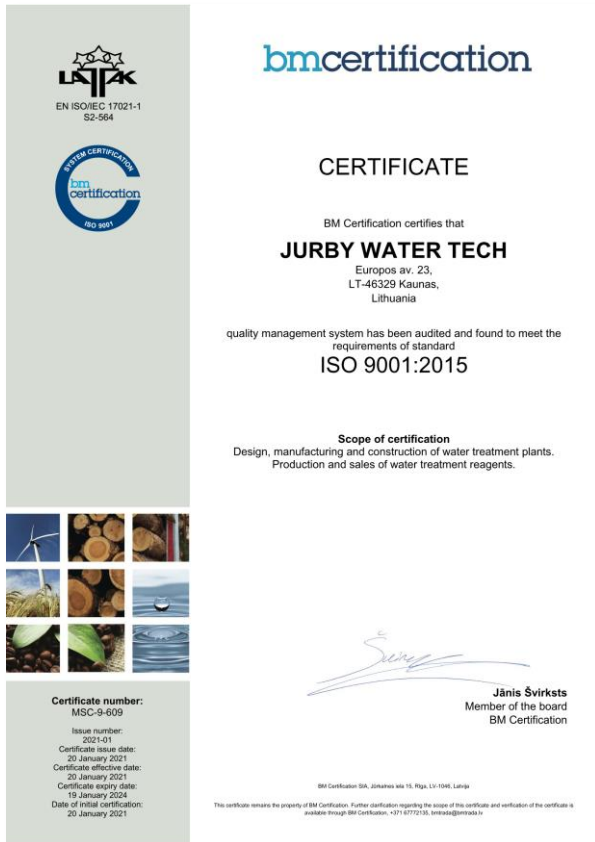 LATAK
EN ISO/IEC 17021-1
S2-564
SYSTEM CERTIFICATION
bm
certification
ISO 9001
bmcertification
CERTIFICATE
BM Certification certifies that
JURBY WATER TECH
Europos av. 23,
LT-46329 Kaunas,
Lithuania
quality management system has been audited and found to meet the
requirements of standard
ISO 9001:2015
Scope of certification
Design, manufacturing and construction of water treatment plants.
Production and sales of water treatment reagents.
Jānis Švirksts
Member of the board
BM Certification
Certificate number:
MSC-9-609
Issue number:
2021-01
Certificate issue date:
20 January 2021
Certificate effective date:
20 January 2021
Certificate expiry date:
19 January 2024
Date of initial certification:
20 January 2021
BM Certification SIA, Jūrkalnes iela 15, Rīga, LV-1046, Latvija
This certificate remains the property of BM Certification. Further clarification regarding the scope of this certificate and verification of the certificate is
available through BM Certification, +371 67772135, bmtrada@bmtrada.lv